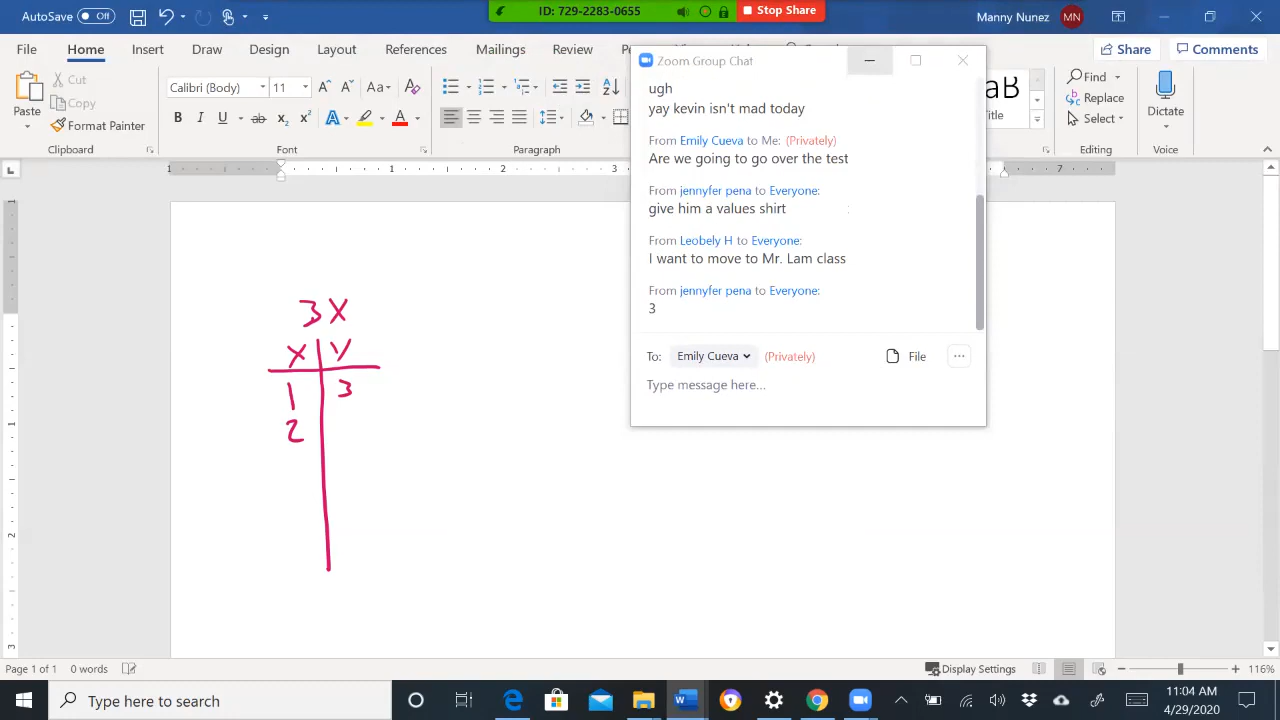 AutoSave Off
ID: 729-2283-0655
Stop Share
Manny Nunez MN
File Home Insert Draw Design Layout References Mailings Review
Share Comments
Paste
Cut
Copy
Format Painter
Clipboard
Calibri (Body) 11
Font
Paragraph
Find
Replace
Select
Editing
Dictate
Voice
Zoom Group Chat
ugh
yay kevin isn't mad today
From Emily Cueva to Me: (Privately)
Are we going to go over the test
From jennyfer pena to Everyone:
give him a values shirt
From Leobely H to Everyone:
I want to move to Mr. Lam class
From jennyfer pena to Everyone:
3
To: Emily Cueva (Privately) File
Type message here...
3X
X Y
1 3
2
Page 1 of 1 0 words
Display Settings 116%
Type here to search
11:04 AM
4/29/2020